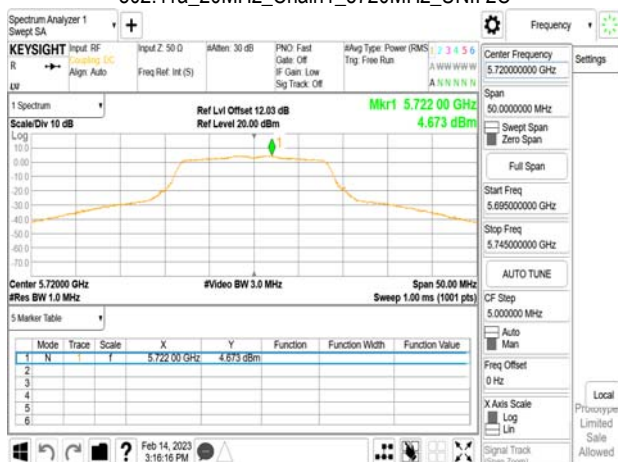 802.11a_20MHz_Chain1_5720MHz_UNII 2C
Spectrum Analyzer 1
Swept SA
Frequency
KEYSIGHT
Input: RF
Coupling: DC
Align: Auto
Input Z: 50 Ω
Freq Ref: Int (S)
#Atten: 30 dB
PNO: Fast
Gate: Off
IF Gain: Low
Sig Track: Off
#Avg Type: Power (RMS
Trig: Free Run
1 2 3 4 5 6
A WW WW W
A N N N N N
R
LV
1 Spectrum
Scale/Div 10 dB
Ref Lvl Offset 12.03 dB
Ref Level 20.00 dBm
Mkr1 5.722 00 GHz
4.673 dBm
Log
1
10.0
0.00
-10.0
-20.0
-30.0
-40.0
-50.0
-60.0
-70.0
Center 5.72000 GHz
#Video BW 3.0 MHz
Span 50.00 MHz
#Res BW 1.0 MHz
Sweep 1.00 ms (1001 pts)
5 Marker Table
Mode Trace Scale X Y Function Function Width Function Value
1 N 1 f 5.722 00 GHz 4.673 dBm
2
3
4
5
6
Feb 14, 2023
3:16:16 PM
Center Frequency
5.720000000 GHz
Settings
Span
50.0000000 MHz
Swept Span
Zero Span
Full Span
Start Freq
5.695000000 GHz
Stop Freq
5.745000000 GHz
AUTO TUNE
CF Step
5.000000 MHz
Auto
Man
Freq Offset
0 Hz
X Axis Scale
Log
Lin
Signal Track
Local
Prototype
Limited
Sale
Allowed